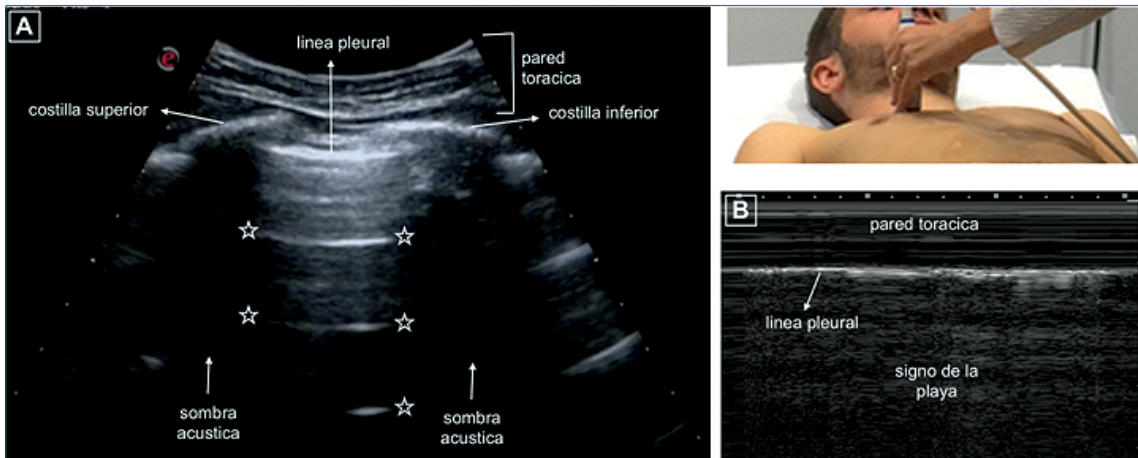 A
linea pleural
pared
toracica
costilla superior
costilla inferior
sombra
acustica
sombra
acustica
e
B
pared toracica
linea pleural
signo de la
playa